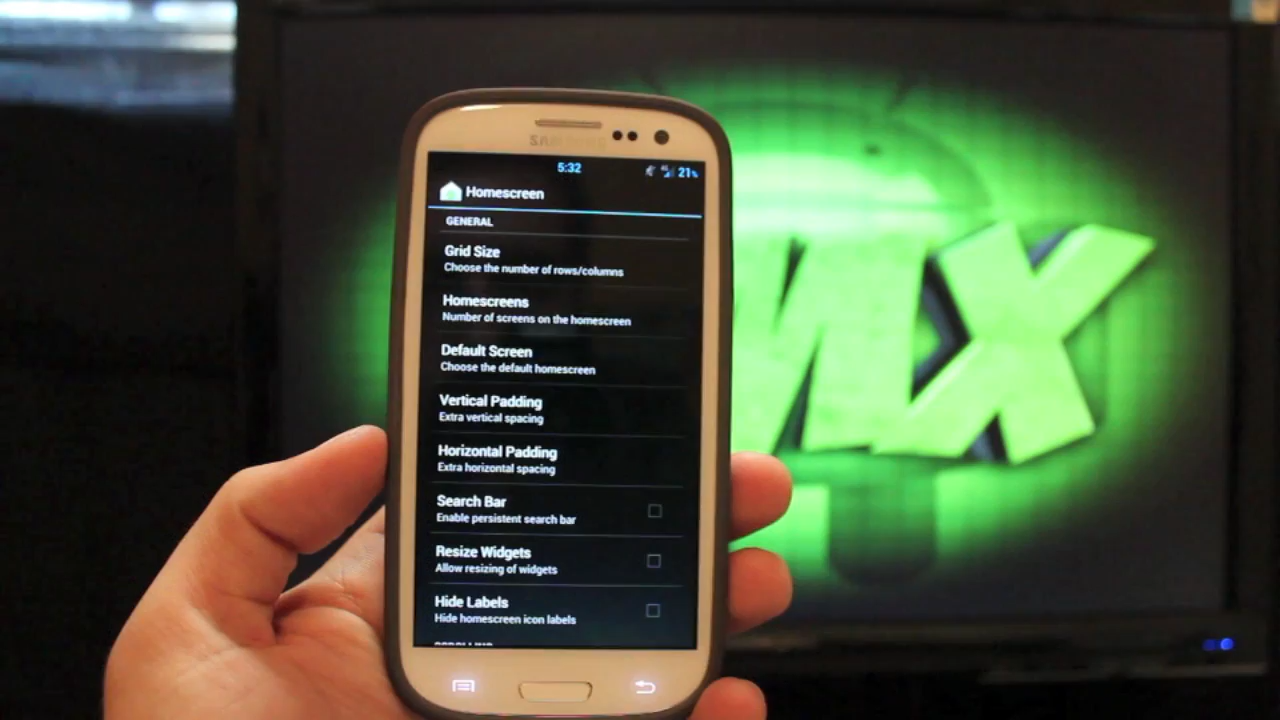 SAMSUNG
5:32
21%
Homescreen
GENERAL
Grid Size
Choose the number of rows/columns
Homescreens
Number of screens on the homescreen
Default Screen
Choose the default homescreen
Vertical Padding
Extra vertical spacing
Horizontal Padding
Extra horizontal spacing
Search Bar
Enable persistent search bar
Resize Widgets
Allow resizing of widgets
Hide Labels
Hide homescreen icon labels
SCROLLING